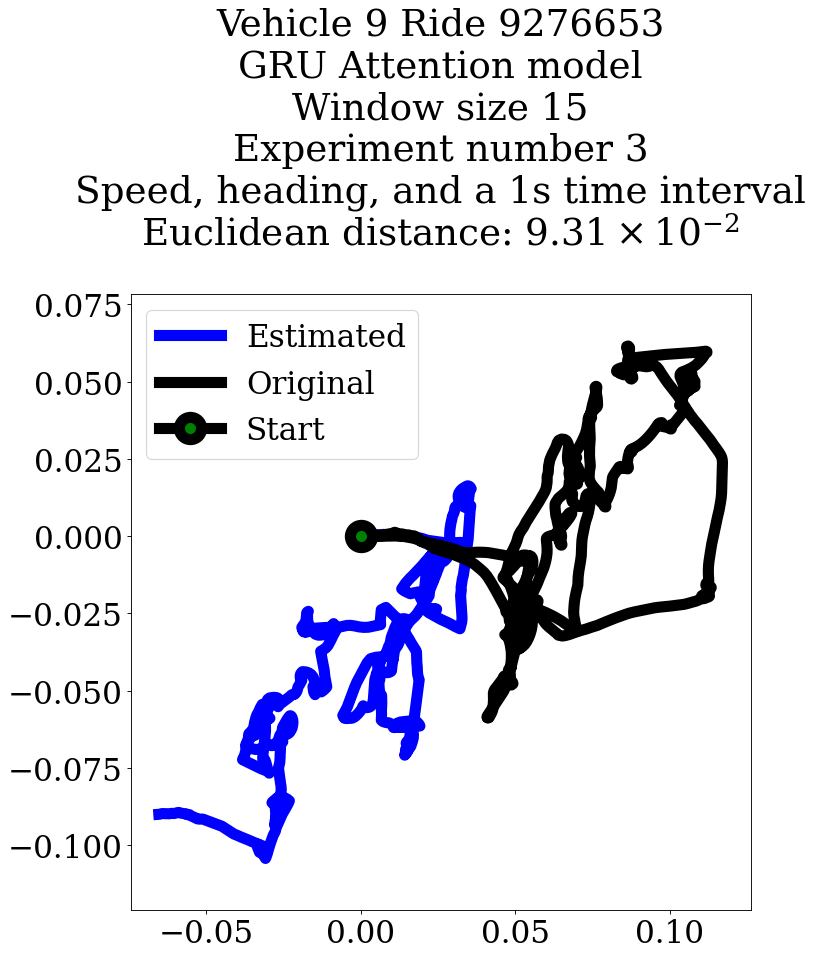 Vehicle 9 Ride 9276653
GRU Attention model
Window size 15
Experiment number 3
Speed, heading, and a 1s time interval
Euclidean distance: 9.31 × 10⁻²
0.075
0.050
0.025
0.000
−0.025
−0.050
−0.075
−0.100
Estimated
Original
Start
−0.05
0.00
0.05
0.10